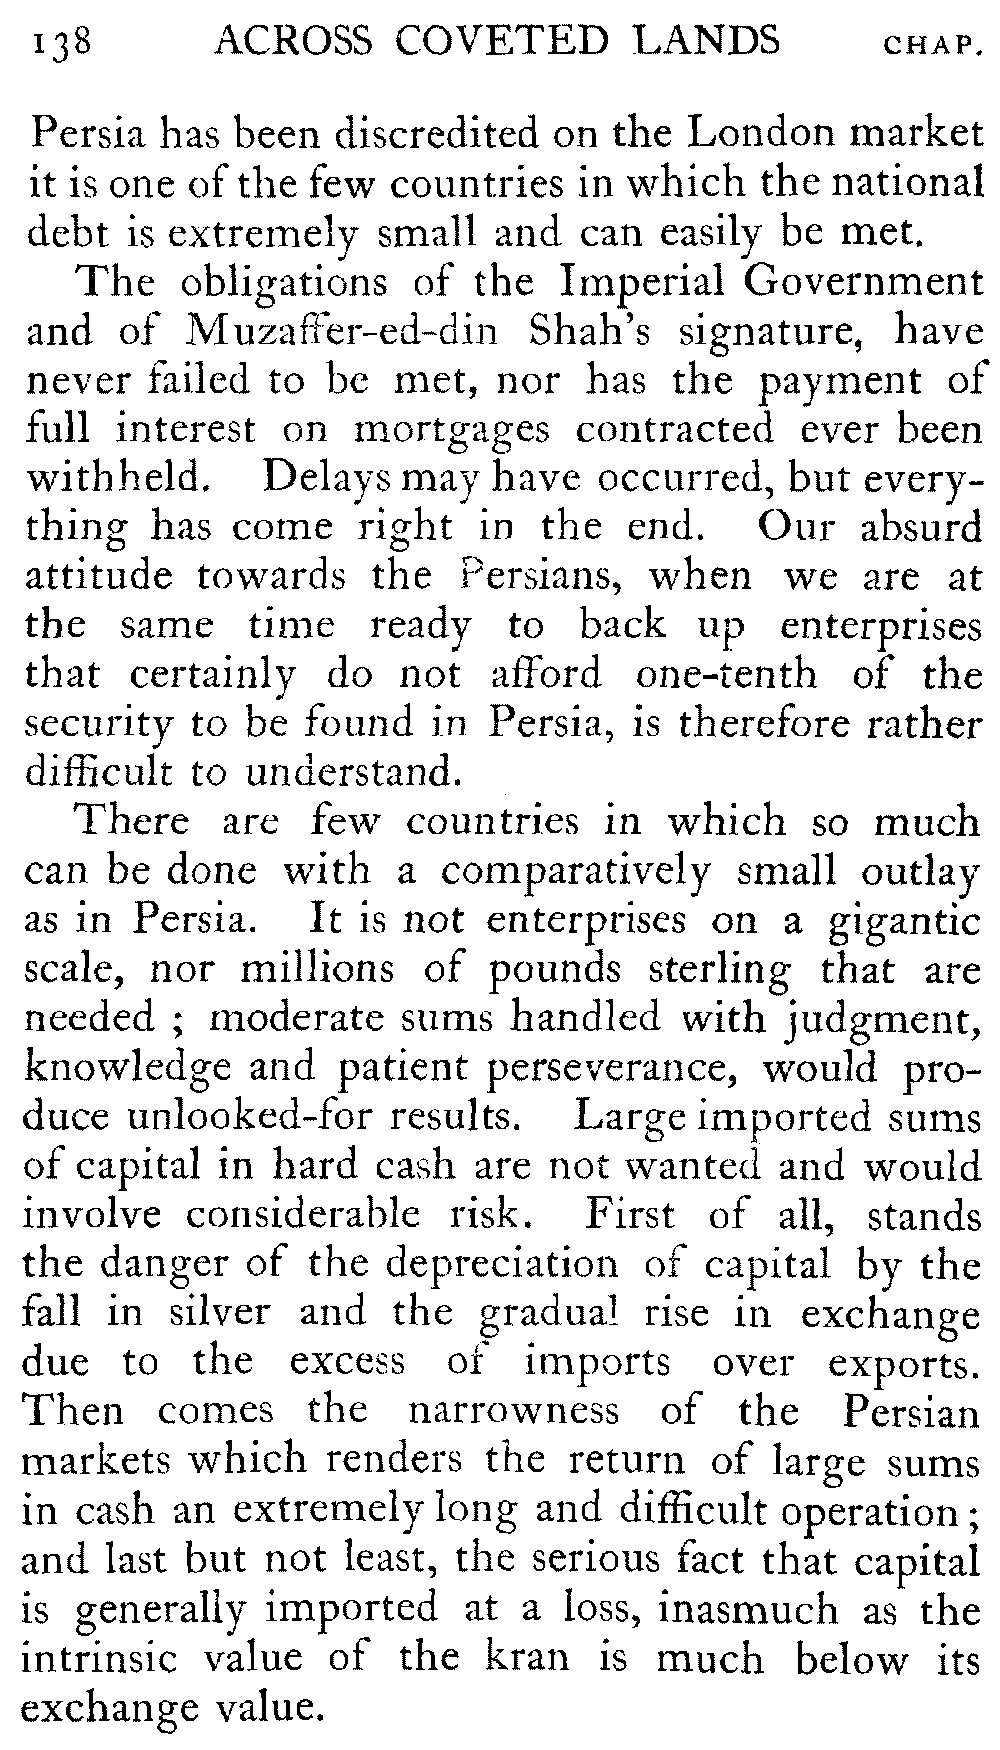 138 ACROSS COVETED LANDS CHAP.
Persia has been discredited on the London market
it is one of the few countries in which the national
debt is extremely small and can easily be met.
The obligations of the Imperial Government
and of Muzaffer-ed-din Shah's signature, have
never failed to be met, nor has the payment of
full interest on mortgages contracted ever been
withheld. Delays may have occurred, but every-
thing has come right in the end. Our absurd
attitude towards the Persians, when we are at
the same time ready to back up enterprises
that certainly do not afford one-tenth of the
security to be found in Persia, is therefore rather
difficult to understand.
There are few countries in which so much
can be done with a comparatively small outlay
as in Persia. It is not enterprises on a gigantic
scale, nor millions of pounds sterling that are
needed ; moderate sums handled with judgment,
knowledge and patient perseverance, would pro-
duce unlooked-for results. Large imported sums
of capital in hard cash are not wanted and would
involve considerable risk. First of all, stands
the danger of the depreciation of capital by the
fall in silver and the gradual rise in exchange
due to the excess of imports over exports.
Then comes the narrowness of the Persian
markets which renders the return of large sums
in cash an extremely long and difficult operation ;
and last but not least, the serious fact that capital
is generally imported at a loss, inasmuch as the
intrinsic value of the kran is much below its
exchange value.